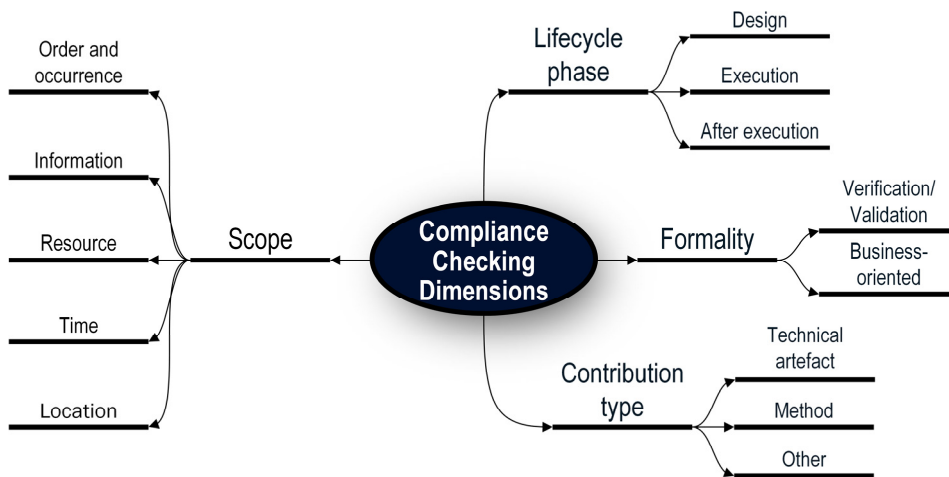 Compliance
Checking
Dimensions
Scope
Order and
occurrence
Information
Resource
Time
Location
Lifecycle
phase
Design
Execution
After execution
Formality
Verification/
Validation
Business-
oriented
Contribution
type
Technical
artefact
Method
Other